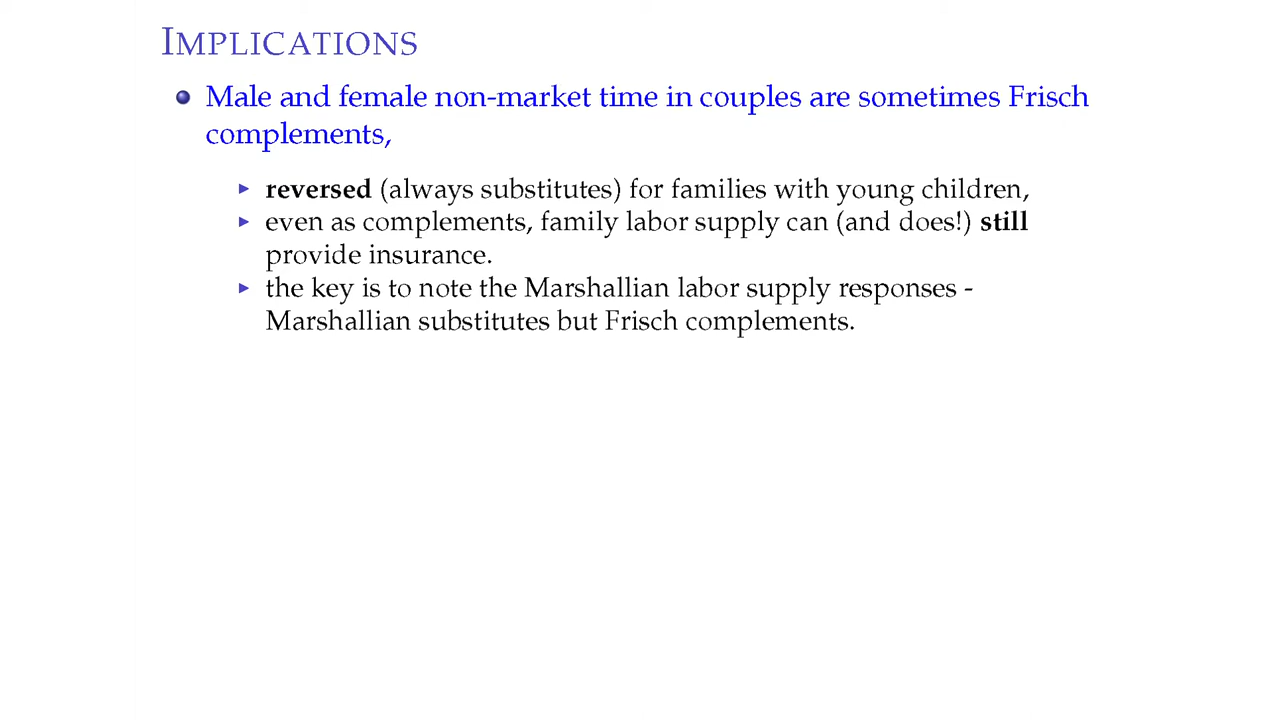 IMPLICATIONS
Male and female non-market time in couples are sometimes Frisch
complements,
reversed (always substitutes) for families with young children,
even as complements, family labor supply can (and does!) still
provide insurance.
the key is to note the Marshallian labor supply responses -
Marshallian substitutes but Frisch complements.